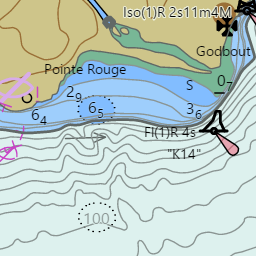 Iso(1)R 2s11m4M
Godbout
Pointe Rouge
S
0₇
2₉
6₅
3₆
6₄
Fl(1)R 4s
"K14"
100